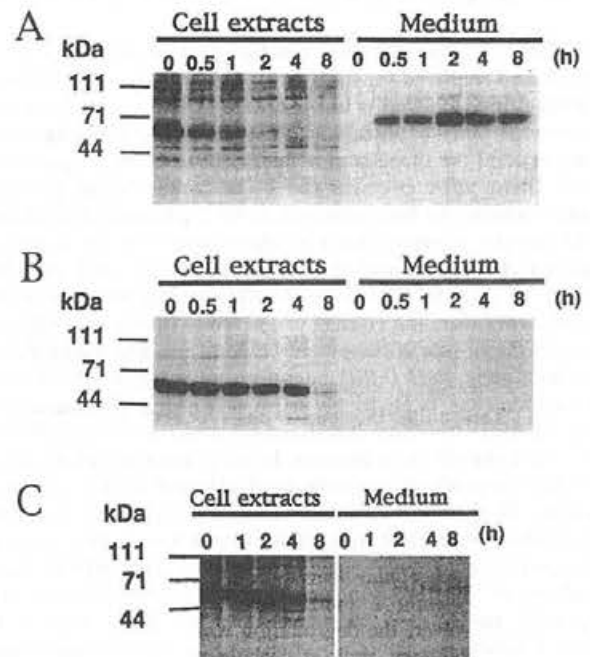 A
Cell extracts Medium
kDa 0 0.5 1 2 4 8 0 0.5 1 2 4 8 (h)
111
71
44
B
Cell extracts Medium
kDa 0 0.5 1 2 4 8 0 0.5 1 2 4 8 (h)
111
71
44
C
Cell extracts Medium
kDa 0 1 2 4 8 0 1 2 4 8 (h)
111
71
44